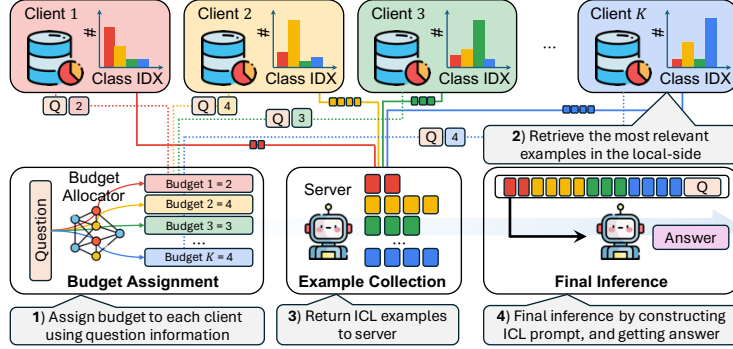 Client 1
#
Class IDX
Client 2
#
Class IDX
Client 3
#
Class IDX
...
Client K
#
Class IDX
Q 2
Q 4
Q 3
Q 4
2) Retrieve the most relevant
examples in the local-side
Budget
Allocator
Question
Budget 1 = 2
Budget 2 = 4
Budget 3 = 3
...
Budget K = 4
Budget Assignment
Server
...
Example Collection
Q
Answer
Final Inference
1) Assign budget to each client
using question information
3) Return ICL examples
to server
4) Final inference by constructing
ICL prompt, and getting answer